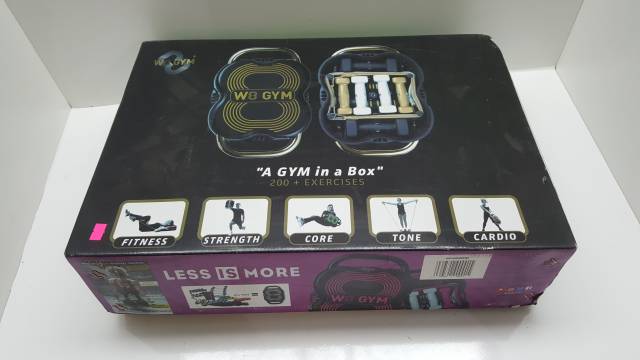 W8 GYM
W8 GYM
"A GYM in a Box"
200 + EXERCISES
FITNESS
STRENGTH
CORE
TONE
CARDIO
LESS IS MORE
W8 GYM